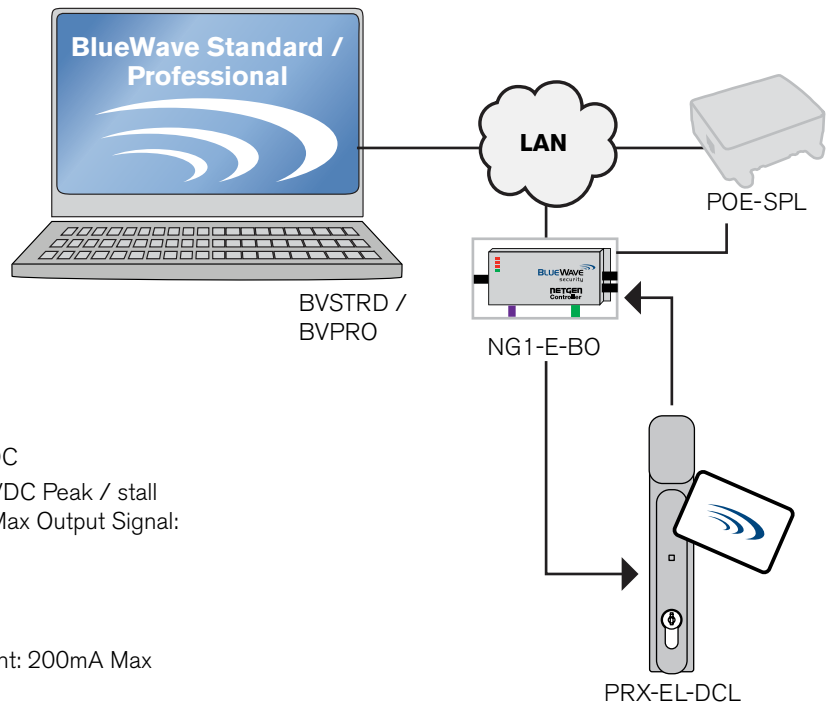 BlueWave Standard /
Professional
LAN
POE-SPL
BLUEWAVE
security
NETGEN
Controller
BVSTRD /
BVPRO
NG1-E-BO
DC
VDC Peak / stall
Max Output Signal:
nt: 200mA Max
PRX-EL-DCL